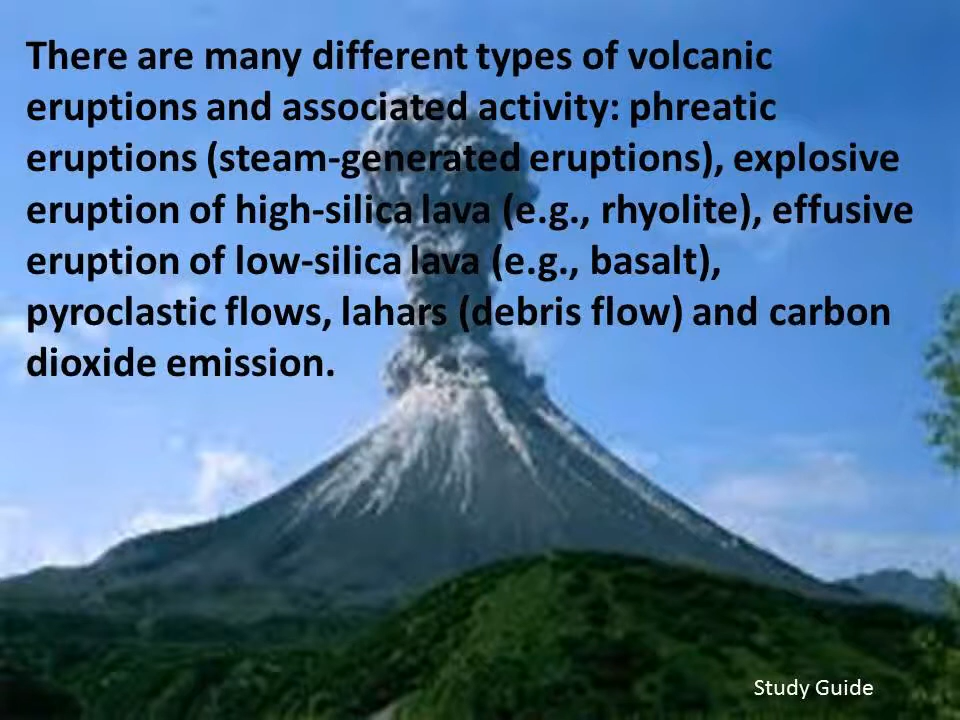 There are many different types of volcanic
eruptions and associated activity: phreatic
eruptions (steam-generated eruptions), explosive
eruption of high-silica lava (e.g., rhyolite), effusive
eruption of low-silica lava (e.g., basalt),
pyroclastic flows, lahars (debris flow) and carbon
dioxide emission.
Study Guide